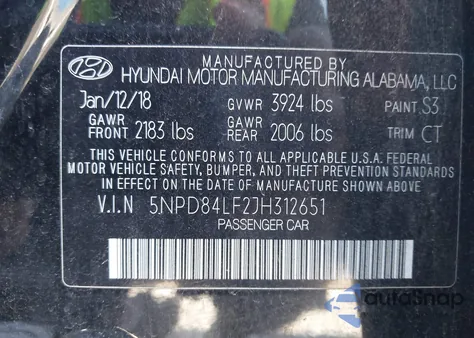 MANUFACTURED BY
HYUNDAI MOTOR MANUFACTURING ALABAMA, LLC
Jan/12/18 GVWR 3924 lbs PAINT S3
GAWR FRONT 2183 lbs GAWR REAR 2006 lbs TRIM CT
THIS VEHICLE CONFORMS TO ALL APPLICABLE U.S.A. FEDERAL
MOTOR VEHICLE SAFETY, BUMPER, AND THEFT PREVENTION STANDARDS
IN EFFECT ON THE DATE OF MANUFACTURE SHOWN ABOVE.
V.I.N 5NPD84LF2JH312651
PASSENGER CAR
autoSnap